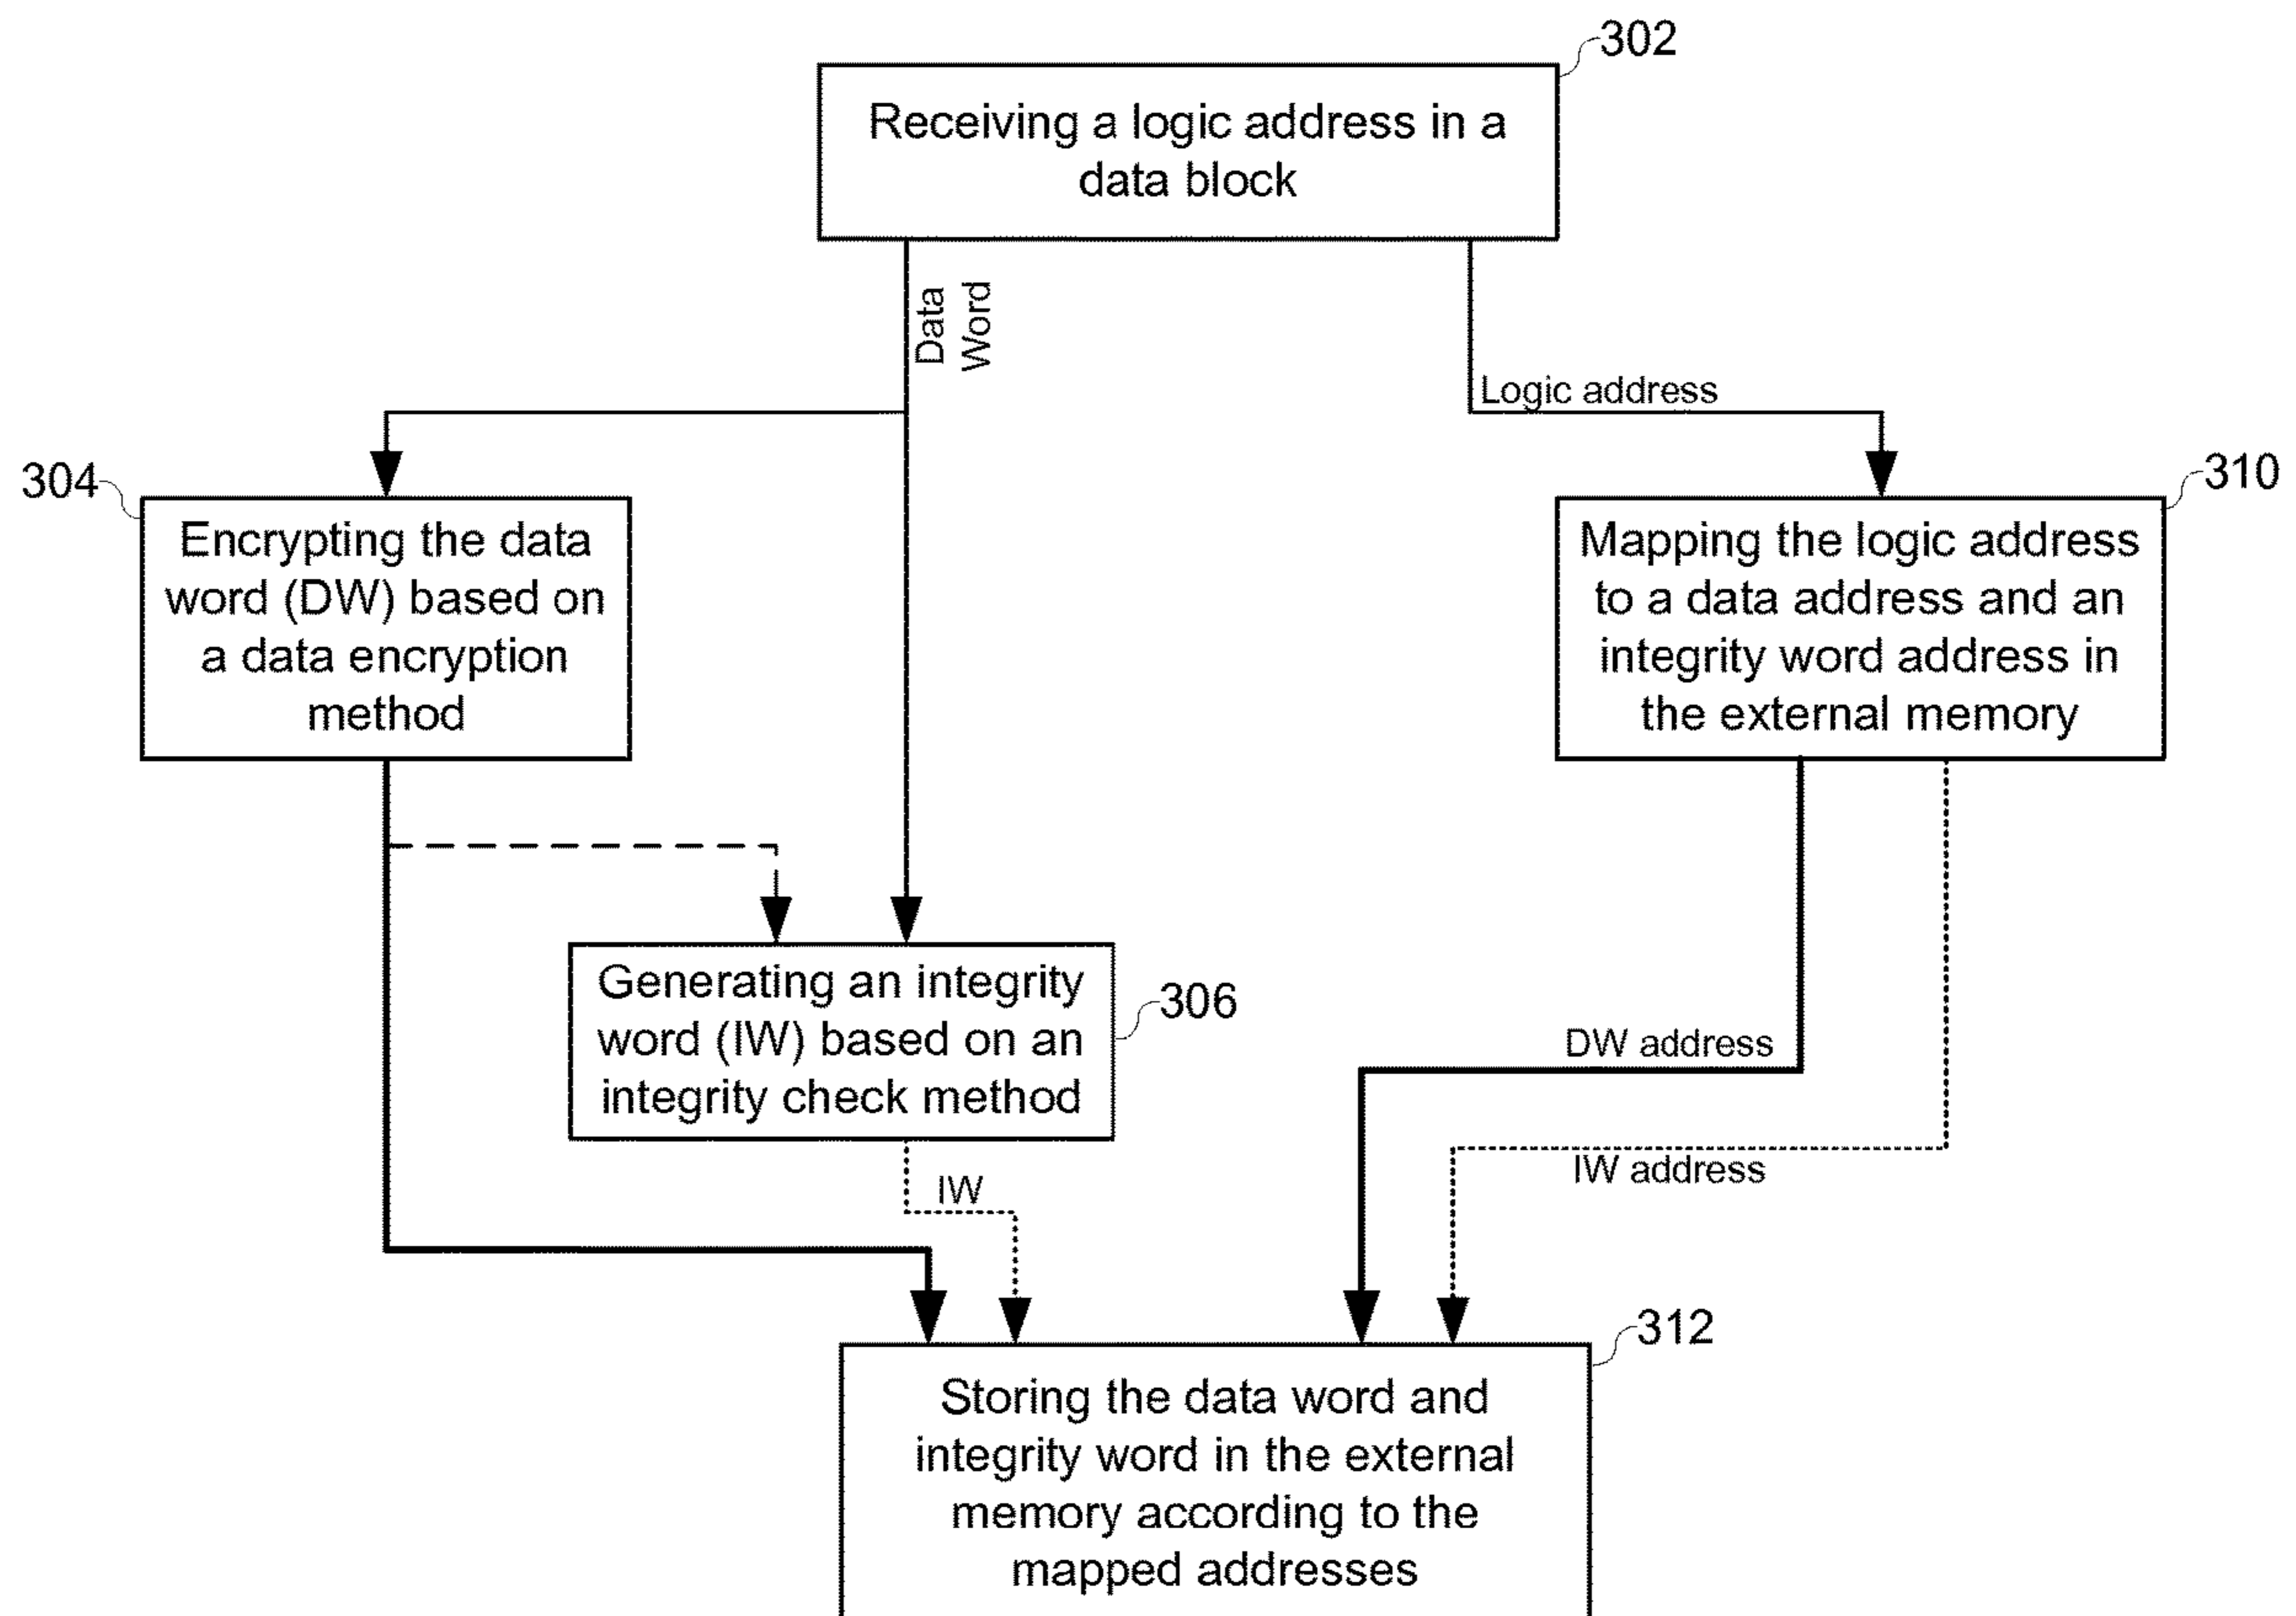 302
Receiving a logic address in a
data block
Data
Word
Logic address
304
Encrypting the data
word (DW) based on
a data encryption
method
310
Mapping the logic address
to a data address and an
integrity word address in
the external memory
Generating an integrity
word (IW) based on an
integrity check method
306
DW address
IW address
IW
312
Storing the data word and
integrity word in the external
memory according to the
mapped addresses